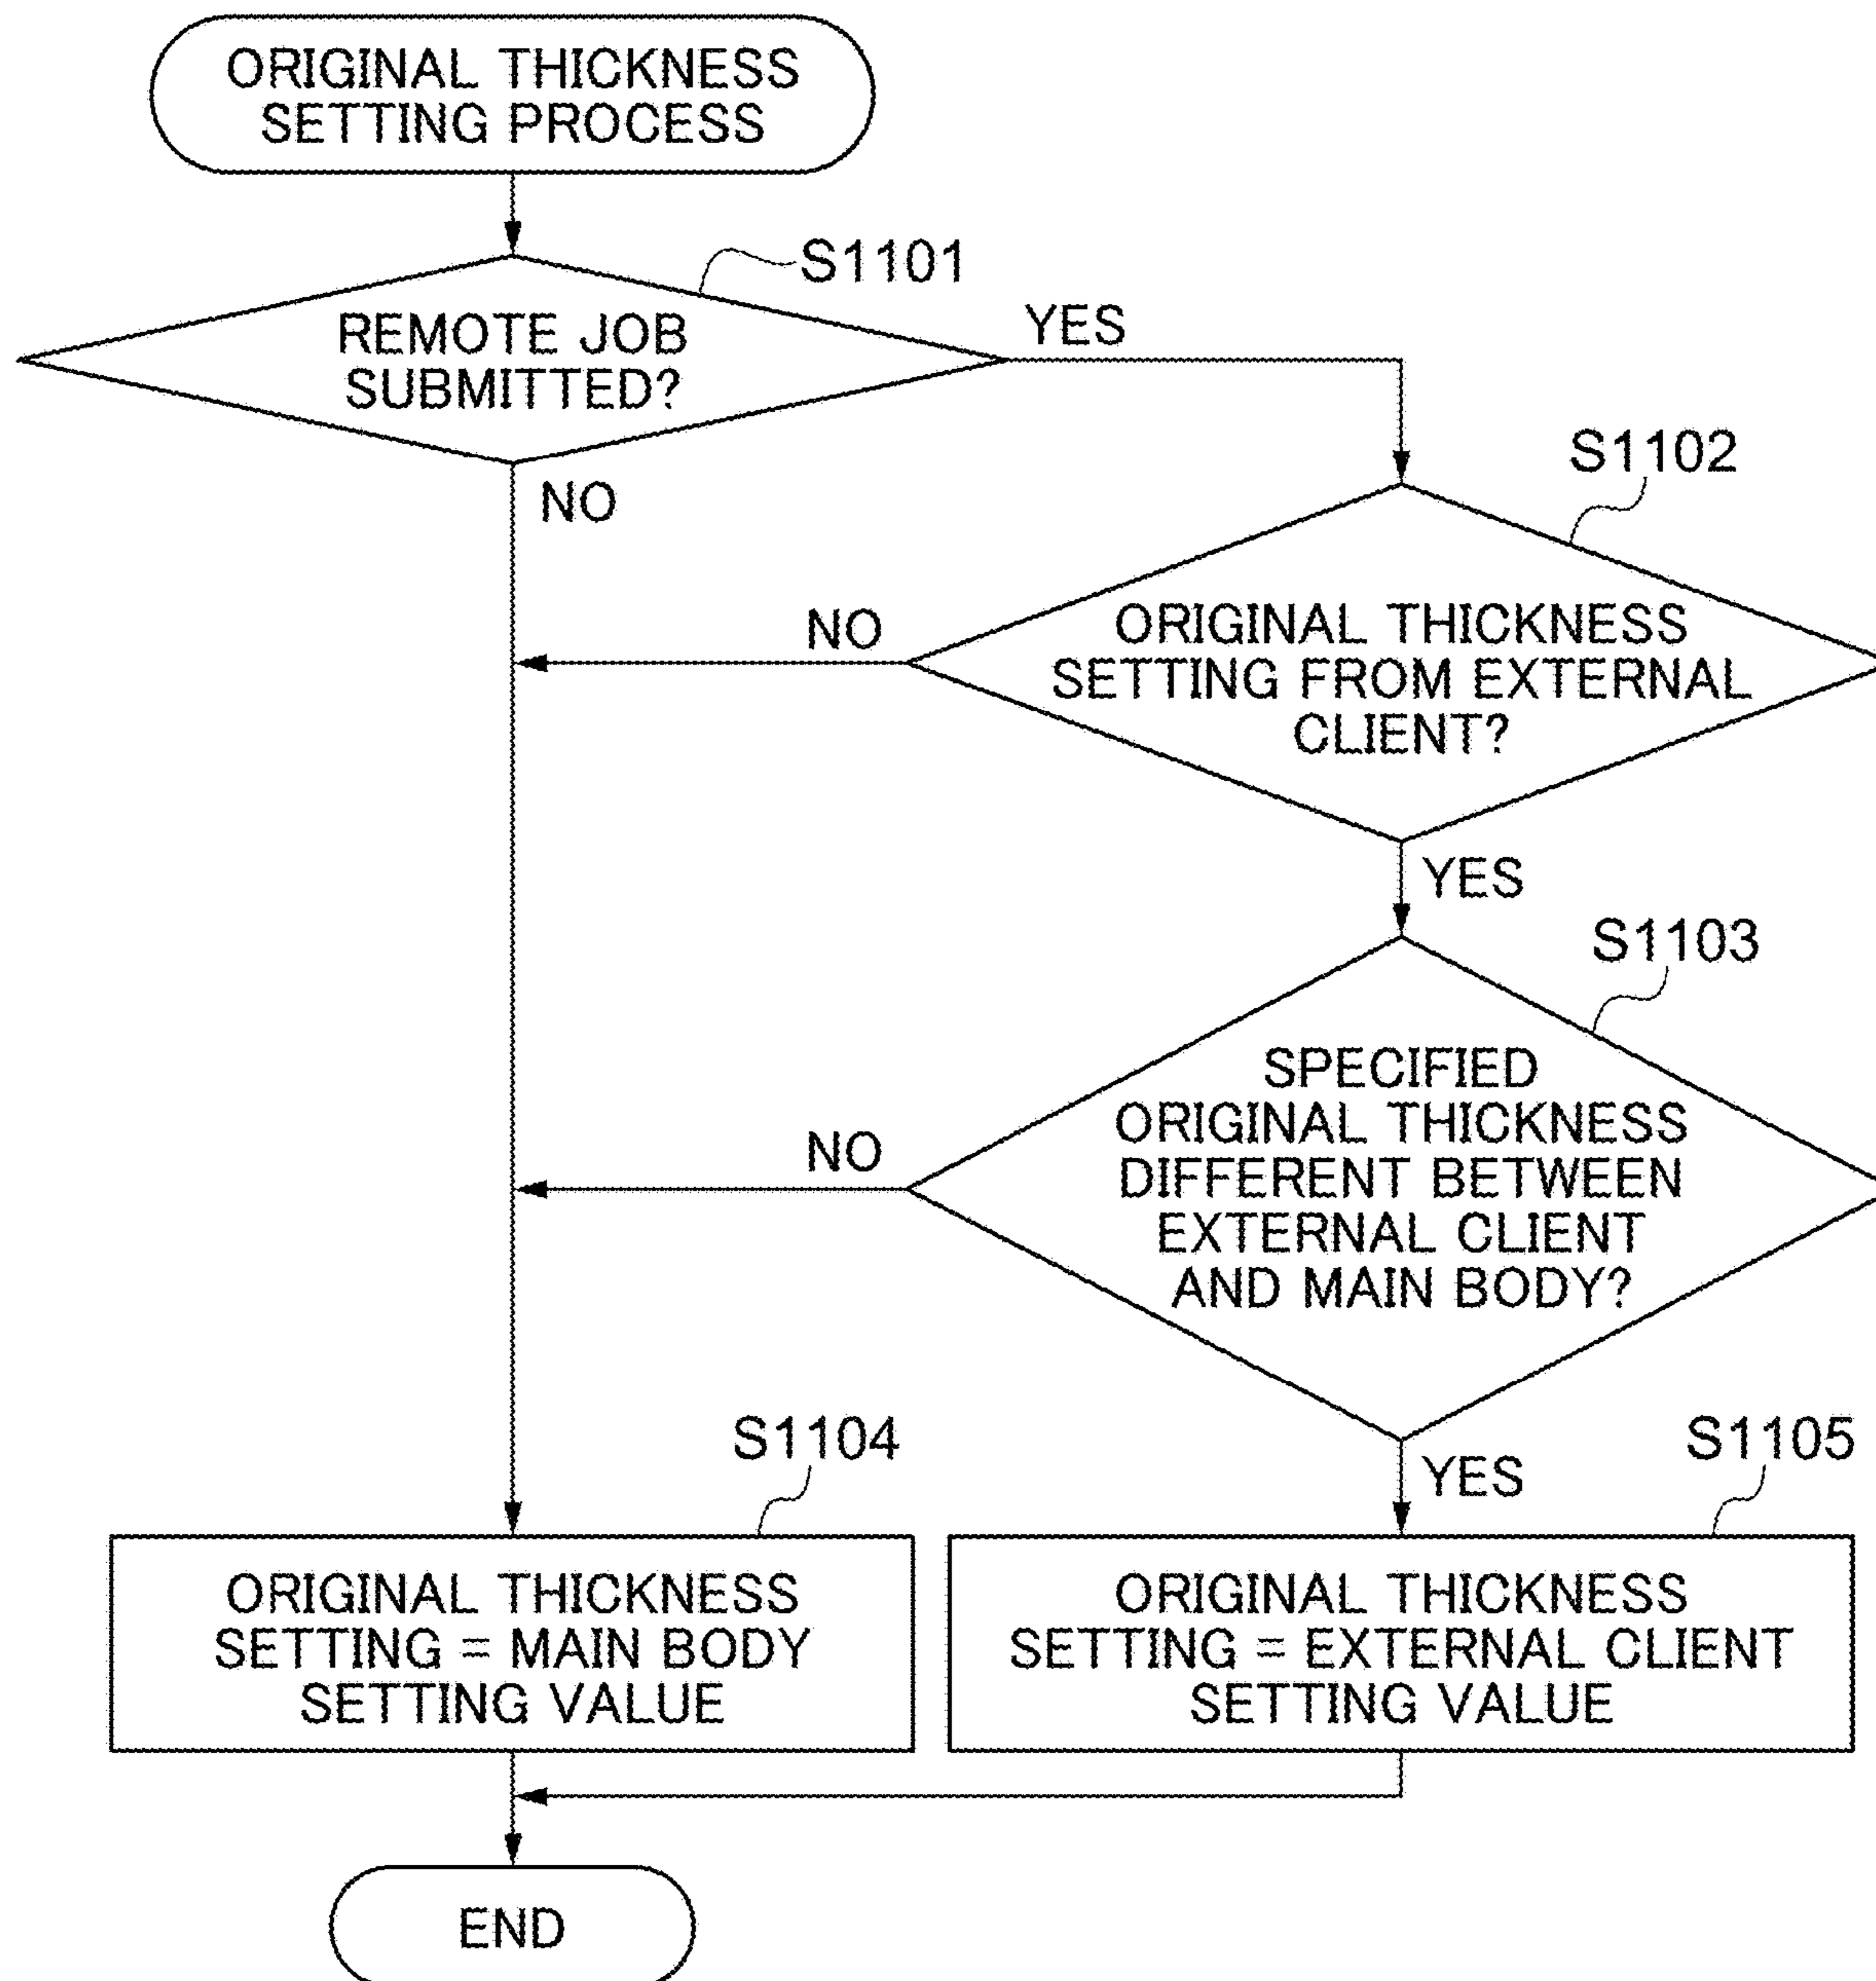 ORIGINAL THICKNESS
SETTING PROCESS
S1101
REMOTE JOB
SUBMITTED?
YES
NO
S1102
ORIGINAL THICKNESS
SETTING FROM EXTERNAL
CLIENT?
NO
YES
S1103
SPECIFIED
ORIGINAL THICKNESS
DIFFERENT BETWEEN
EXTERNAL CLIENT
AND MAIN BODY?
NO
YES
S1104
ORIGINAL THICKNESS
SETTING = MAIN BODY
SETTING VALUE
S1105
ORIGINAL THICKNESS
SETTING = EXTERNAL CLIENT
SETTING VALUE
END